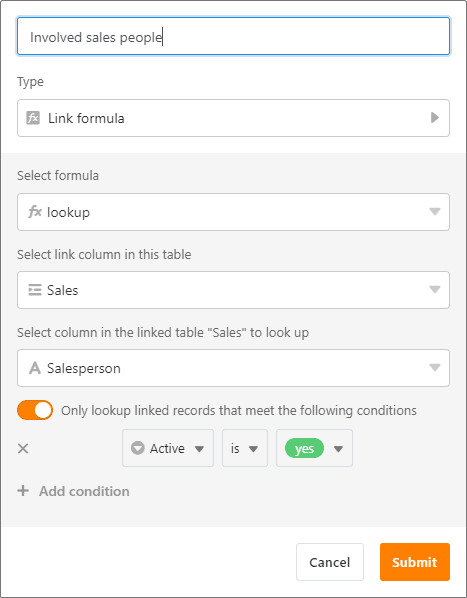 Involved sales people
Type
fx Link formula
Select formula
fx lookup
Select link column in this table
Sales
Select column in the linked table "Sales" to look up
A Salesperson
Only lookup linked records that meet the following conditions
Active is yes
Add condition
Cancel Submit